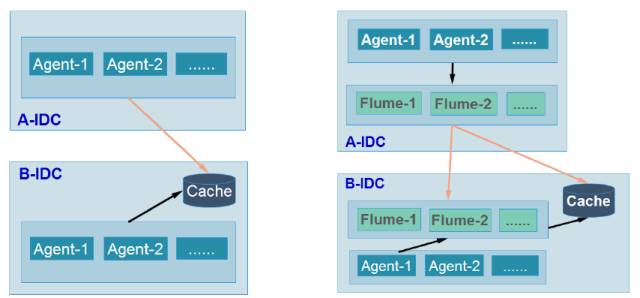 Agent-1 Agent-2 ......
A-IDC
B-IDC
Cache
Agent-1 Agent-2 ......
Agent-1 Agent-2 ......
Flume-1 Flume-2 ......
A-IDC
B-IDC
Cache
Flume-1 Flume-2 ......
Agent-1 Agent-2 ......